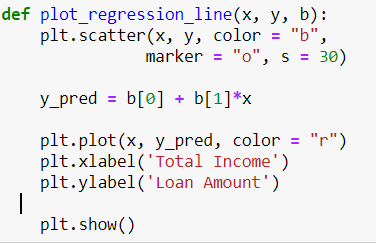 def plot_regression_line(x, y, b):
    plt.scatter(x, y, color = "b",
               marker = "o", s = 30)
    y_pred = b[0] + b[1]*x
    plt.plot(x, y_pred, color = "r")
    plt.xlabel('Total Income')
    plt.ylabel('Loan Amount')
    plt.show()